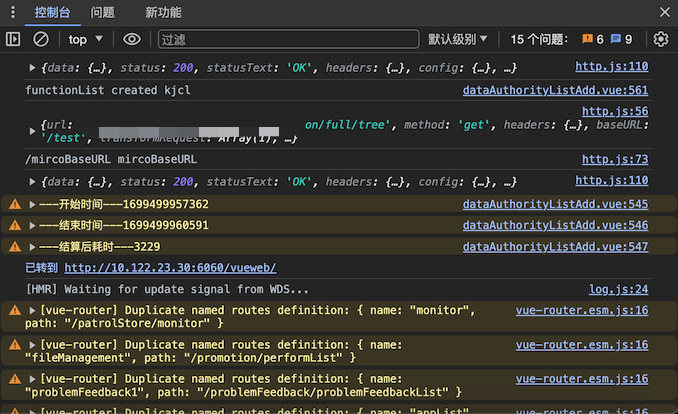 控制台 问题 新功能
top 过滤 默认级别 15 个问题: 6 9
{data: {…}, status: 200, statusText: 'OK', headers: {…}, config: {…}, …} http.js:110
functionList created kjcl dataAuthorityListAdd.vue:561
http.js:56
{url: on/full/tree', method: 'get', headers: {…}, baseURL:
'/test', transformRequest: Array(1), …}
/mircoBaseURL mircoBaseURL http.js:73
{data: {…}, status: 200, statusText: 'OK', headers: {…}, config: {…}, …} http.js:110
---开始时间---1699499957362 dataAuthorityListAdd.vue:545
---结束时间---1699499960591 dataAuthorityListAdd.vue:546
---结算后耗时---3229 dataAuthorityListAdd.vue:547
已转到 http://10.122.23.30:6060/vueweb/
[HMR] Waiting for update signal from WDS... log.js:24
[vue-router] Duplicate named routes definition: { name: "monitor", vue-router.esm.js:16
path: "/patrolStore/monitor" }
[vue-router] Duplicate named routes definition: { name: vue-router.esm.js:16
"fileManagement", path: "/promotion/performList" }
[vue-router] Duplicate named routes definition: { name: vue-router.esm.js:16
"problemFeedback1", path: "/problemFeedback/problemFeedbackList" }
[vue-router] Duplicate named routes definition: { name: "appList", vue-router.esm.js:16